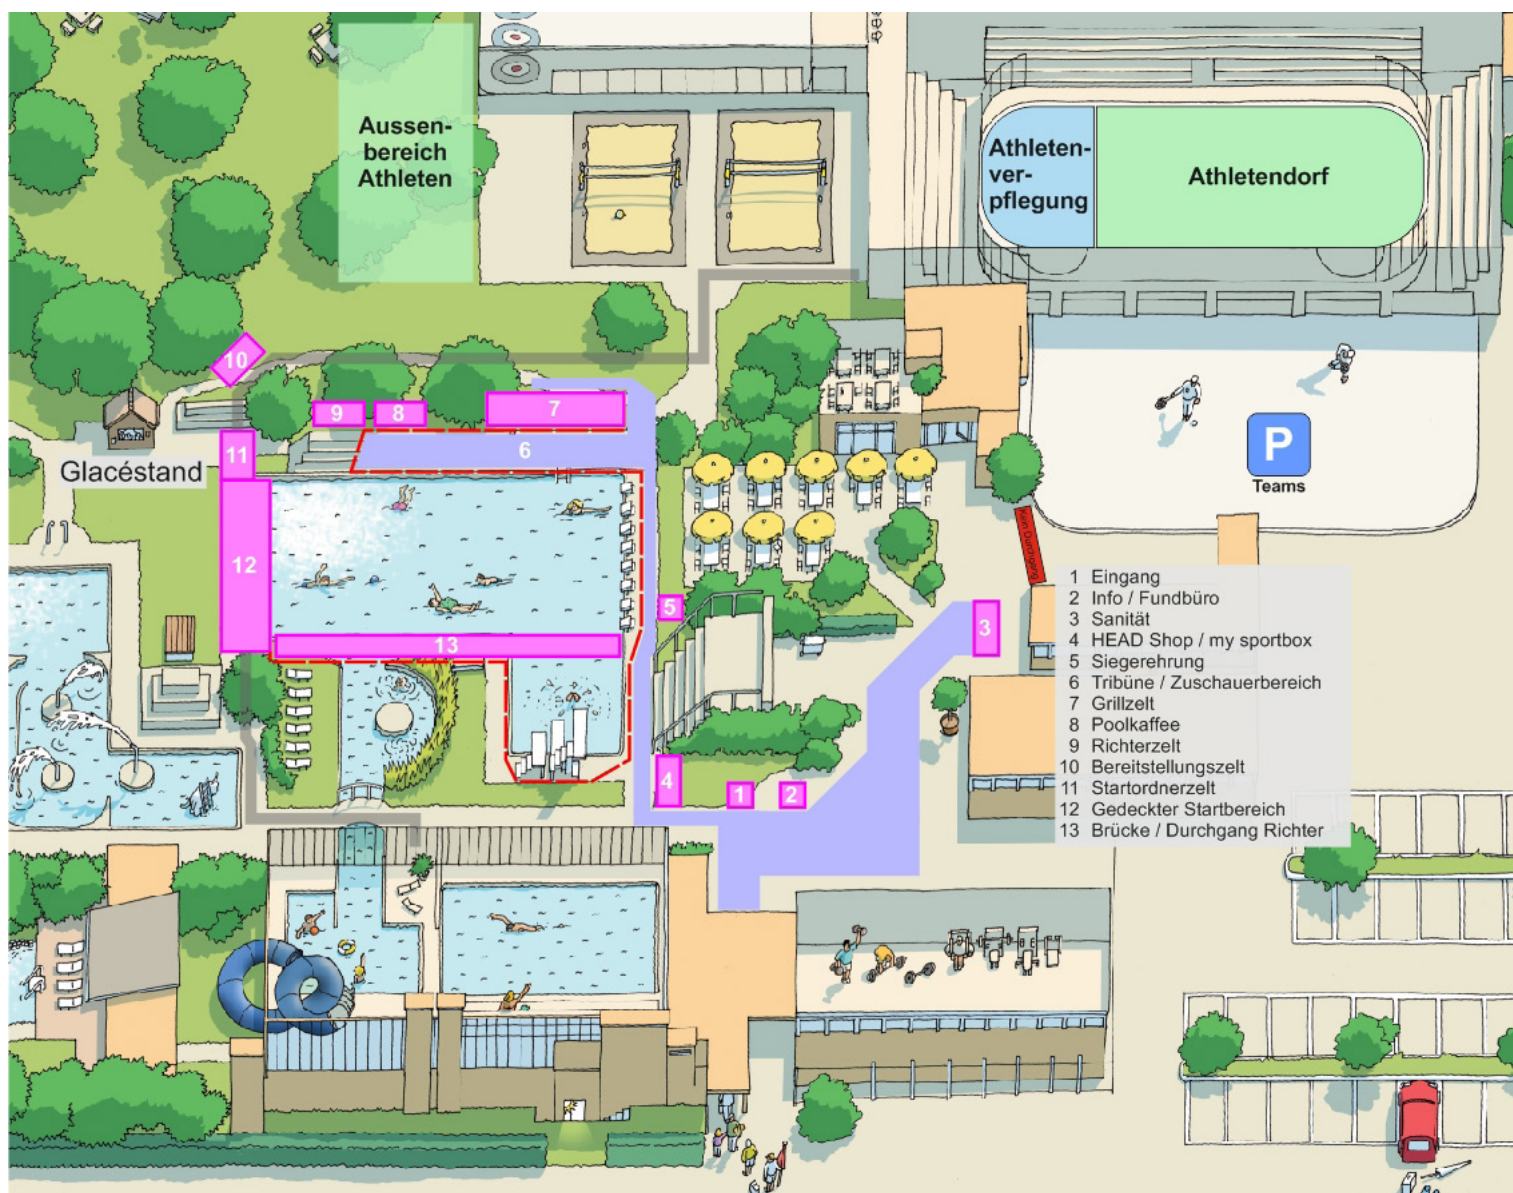 Aussen-
bereich
Athleten
Athleten-
ver-
pflegung
Athletendorf
10
9
8
7
11
6
Glacéstand
P
Teams
Kein Durchgang
12
5
3
13
4
1
2
1 Eingang
2 Info / Fundbüro
3 Sanität
4 HEAD Shop / my sportbox
5 Siegerehrung
6 Tribüne / Zuschauerbereich
7 Grillzelt
8 Poolkaffee
9 Richterzelt
10 Bereitstellungszelt
11 Startordnerzelt
12 Gedeckter Startbereich
13 Brücke / Durchgang Richter